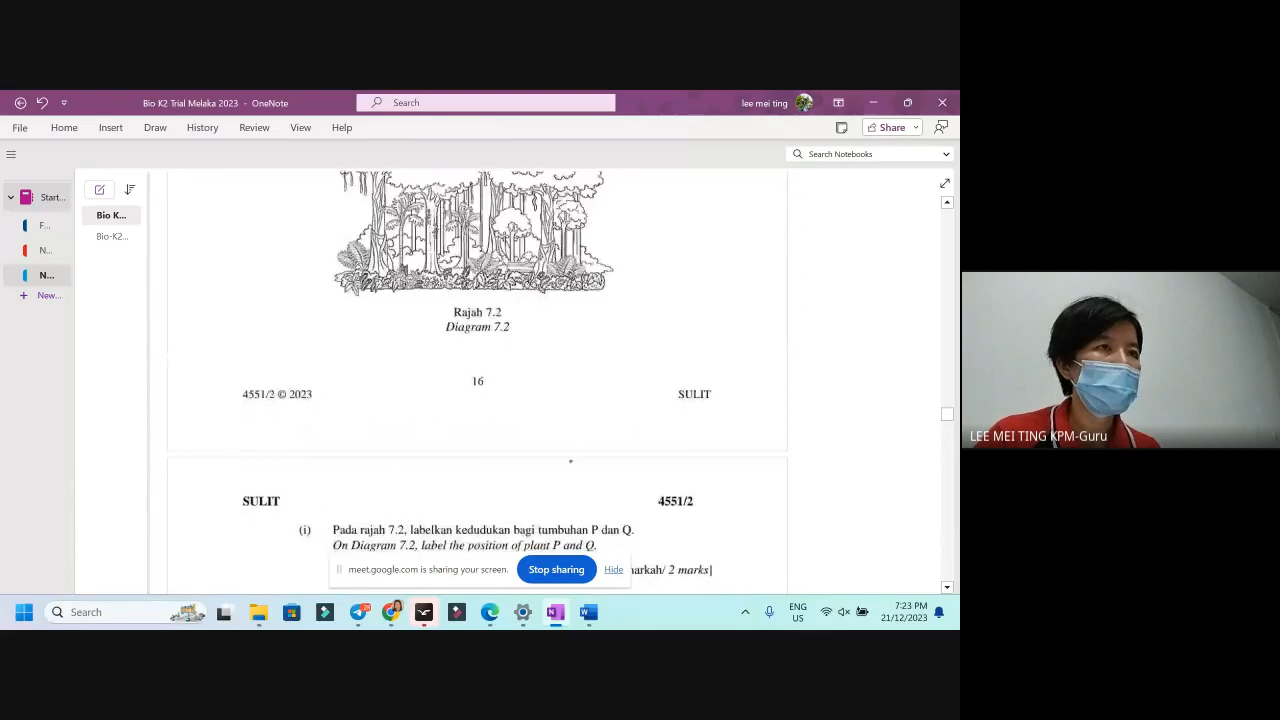 Bio K2 Trial Melaka 2023 - OneNote
Search
lee mei ting
File
Home
Insert
Draw
History
Review
View
Help
Share
Search Notebooks
Start...
F...
N...
N...
+ New...
Bio K...
Bio-K2...
Rajah 7.2
Diagram 7.2
16
4551/2 © 2023
SULIT
SULIT
4551/2
(i) Pada rajah 7.2, labelkan kedudukan bagi tumbuhan P dan Q.
On Diagram 7.2, label the position of plant P and Q.
markah/ 2 marks]
meet.google.com is sharing your screen.
Stop sharing
Hide
LEE MEI TING KPM-Guru
Search
ENG
US
7:23 PM
21/12/2023